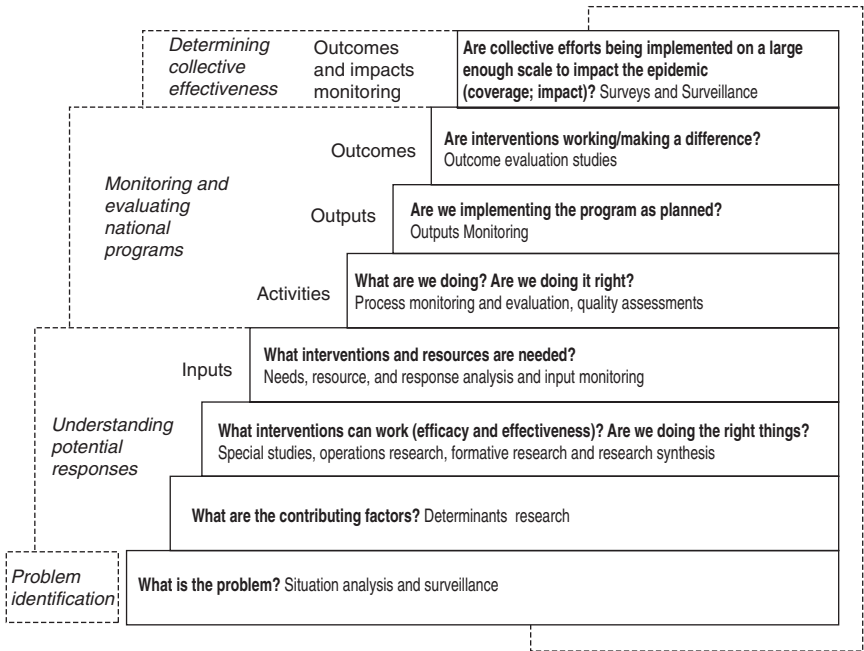 Determining
collective
effectiveness
Outcomes
and impacts
monitoring
Are collective efforts being implemented on a large
enough scale to impact the epidemic
(coverage; impact)? Surveys and Surveillance
Monitoring and
evaluating
national
programs
Outcomes
Are interventions working/making a difference?
Outcome evaluation studies
Outputs
Are we implementing the program as planned?
Outputs Monitoring
Activities
What are we doing? Are we doing it right?
Process monitoring and evaluation, quality assessments
Understanding
potential
responses
Inputs
What interventions and resources are needed?
Needs, resource, and response analysis and input monitoring
What interventions can work (efficacy and effectiveness)? Are we doing the right things?
Special studies, operations research, formative research and research synthesis
What are the contributing factors? Determinants research
Problem
identification
What is the problem? Situation analysis and surveillance